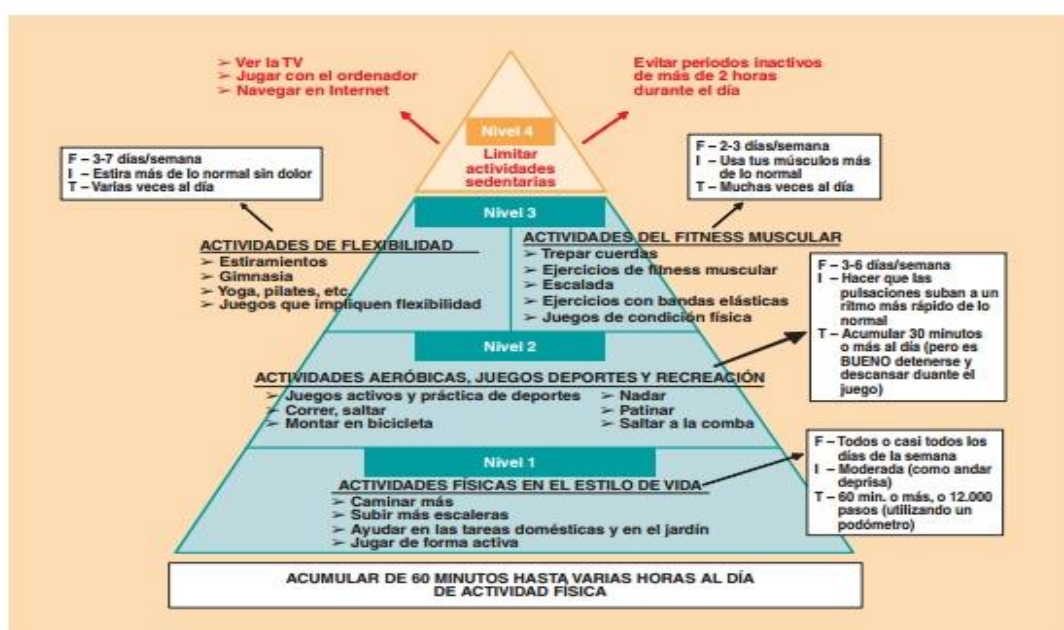 ➢ Ver la TV
➢ Jugar con el ordenador
➢ Navegar en Internet
Evitar periodos inactivos
de más de 2 horas
durante el día
Nivel 4
Limitar
actividades
sedentarias
F – 3-7 días/semana
I – Estira más de lo normal sin dolor
T – Varias veces al día
F – 2-3 días/semana
I – Usa tus músculos más
de lo normal
T – Muchas veces al día
Nivel 3
ACTIVIDADES DE FLEXIBILIDAD
➢ Estiramientos
➢ Gimnasia
➢ Yoga, pilates, etc.
➢ Juegos que impliquen flexibilidad
ACTIVIDADES DEL FITNESS MUSCULAR
➢ Trepar cuerdas
➢ Ejercicios de fitness muscular
➢ Escalada
➢ Ejercicios con bandas elásticas
➢ Juegos de condición física
F – 3-6 días/semana
I – Hacer que las
pulsaciones suban a un
ritmo más rápido de lo
normal
T – Acumular 30 minutos
o más al día (pero es
BUENO detenerse y
descansar duante el
juego)
Nivel 2
ACTIVIDADES AERÓBICAS, JUEGOS DEPORTES Y RECREACIÓN
➢ Juegos activos y práctica de deportes
➢ Correr, saltar
➢ Montar en bicicleta
➢ Nadar
➢ Patinar
➢ Saltar a la comba
F – Todos o casi todos los
días de la semana
I – Moderada (como andar
deprisa)
T – 60 min. o más, o 12.000
pasos (utilizando un
podómetro)
Nivel 1
ACTIVIDADES FÍSICAS EN EL ESTILO DE VIDA
➢ Caminar más
➢ Subir más escaleras
➢ Ayudar en las tareas domésticas y en el jardín
➢ Jugar de forma activa
ACUMULAR DE 60 MINUTOS HASTA VARIAS HORAS AL DÍA
DE ACTIVIDAD FÍSICA